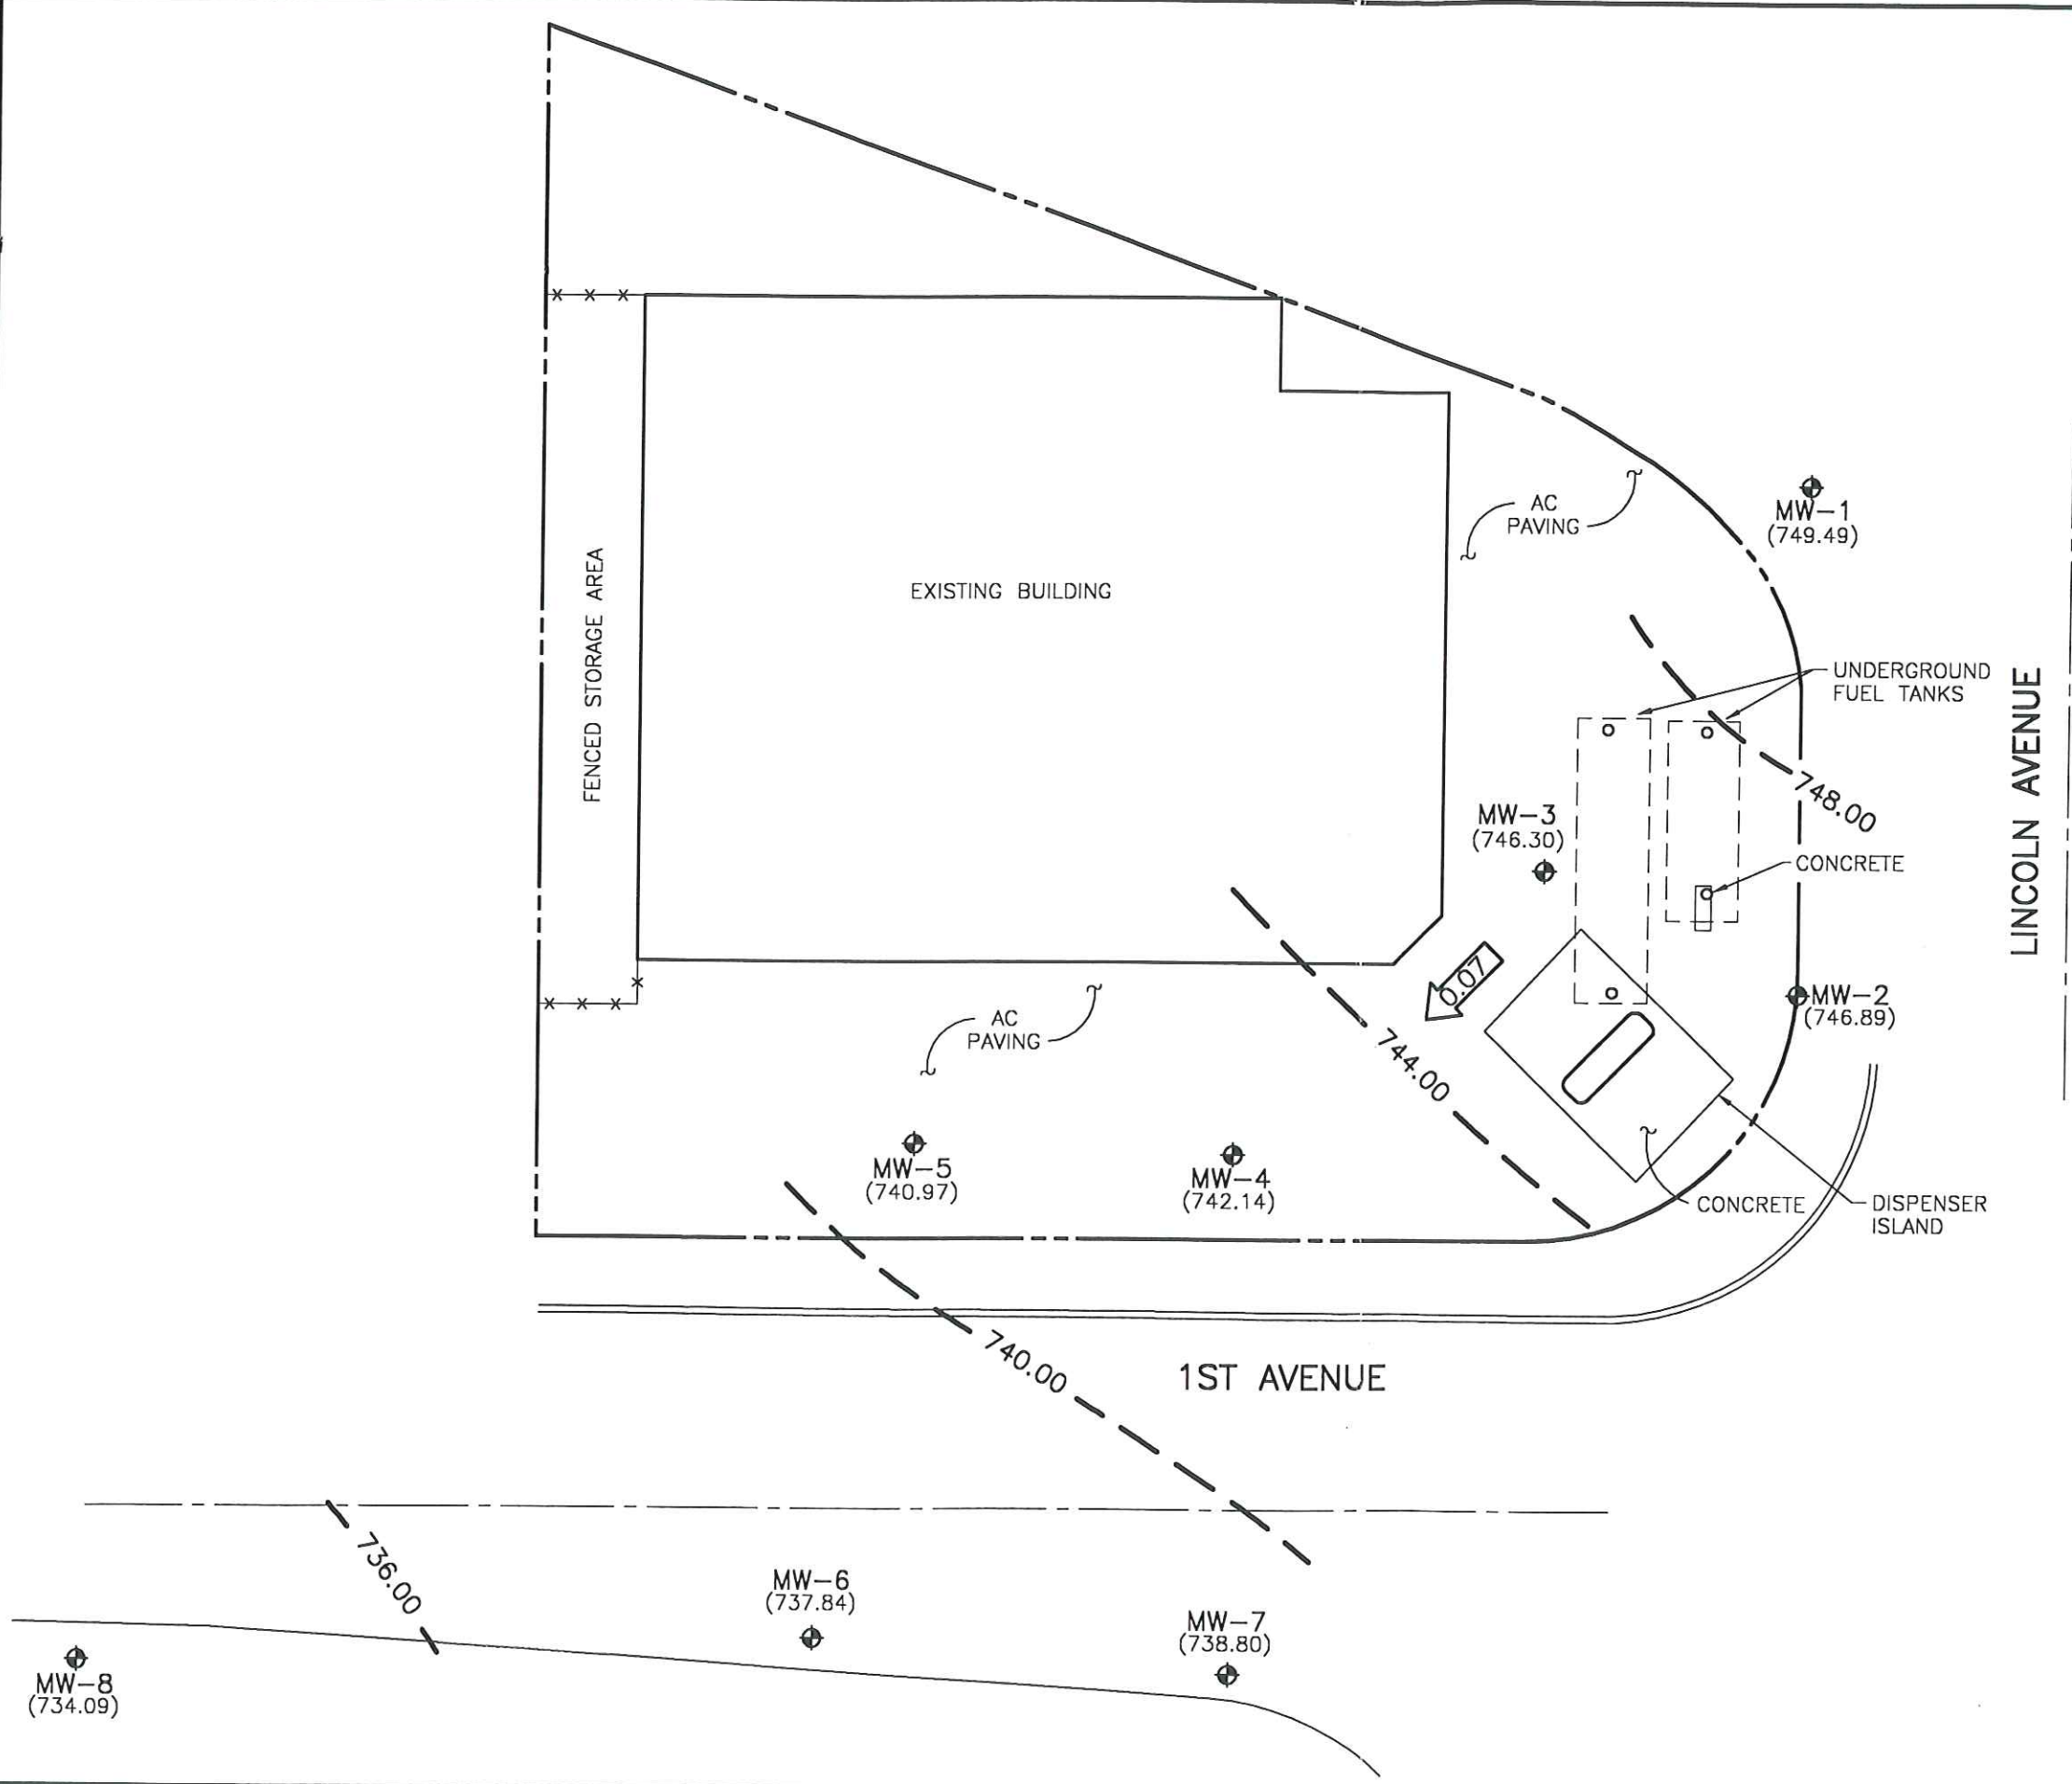 AC
PAVING
MW-1
(749.49)
EXISTING BUILDING
FENCED STORAGE AREA
UNDERGROUND
FUEL TANKS
LINCOLN AVENUE
748.00
MW-3
(746.30)
CONCRETE
0.07
MW-2
(746.89)
AC
PAVING
744.00
MW-5
(740.97)
MW-4
(742.14)
CONCRETE
DISPENSER
ISLAND
740.00
1ST AVENUE
736.00
MW-6
(737.84)
MW-7
(738.80)
MW-8
(734.09)